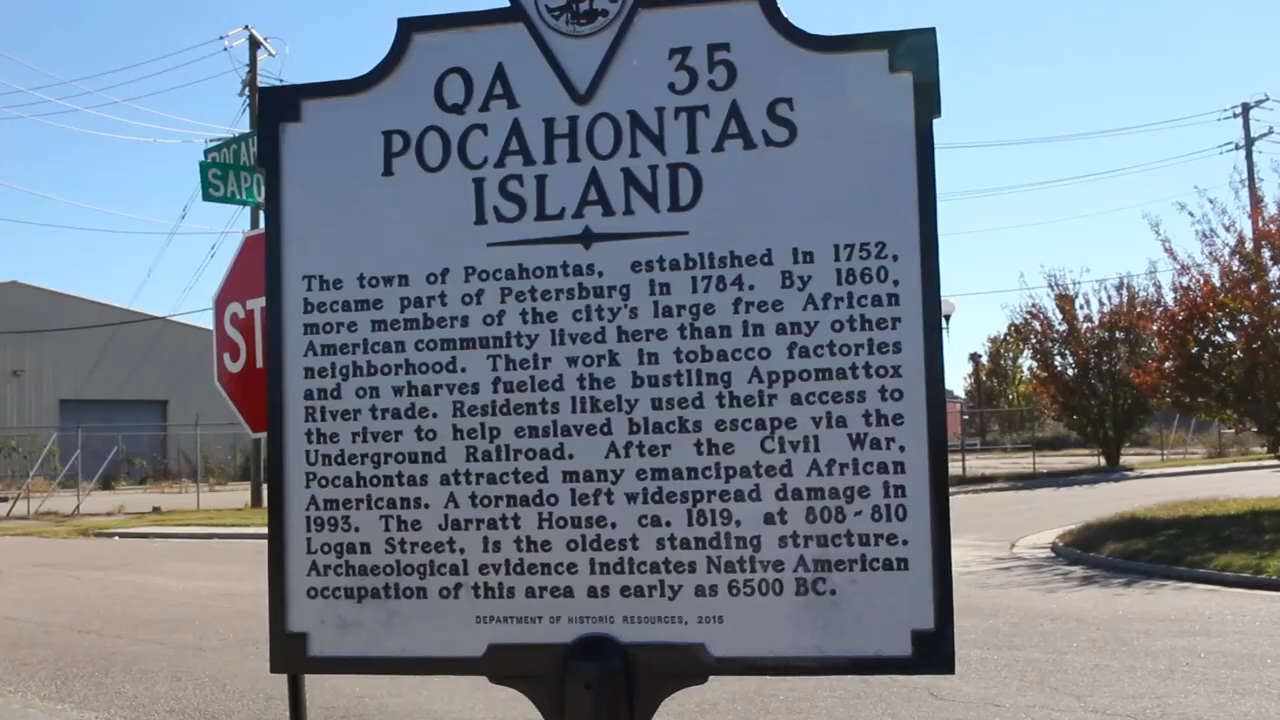 QA 35
POCAHONTAS
ISLAND
The town of Pocahontas, established in 1752,
became part of Petersburg in 1784. By 1860,
more members of the city's large free African
American community lived here than in any other
neighborhood. Their work in tobacco factories
and on wharves fueled the bustling Appomattox
River trade. Residents likely used their access to
the river to help enslaved blacks escape via the
Underground Railroad. After the Civil War,
Pocahontas attracted many emancipated African
Americans. A tornado left widespread damage in
1993. The Jarratt House, ca. 1819, at 808-810
Logan Street, is the oldest standing structure.
Archaeological evidence indicates Native American
occupation of this area as early as 6500 BC.
DEPARTMENT OF HISTORIC RESOURCES, 2015
POCAH
SAPO
ST